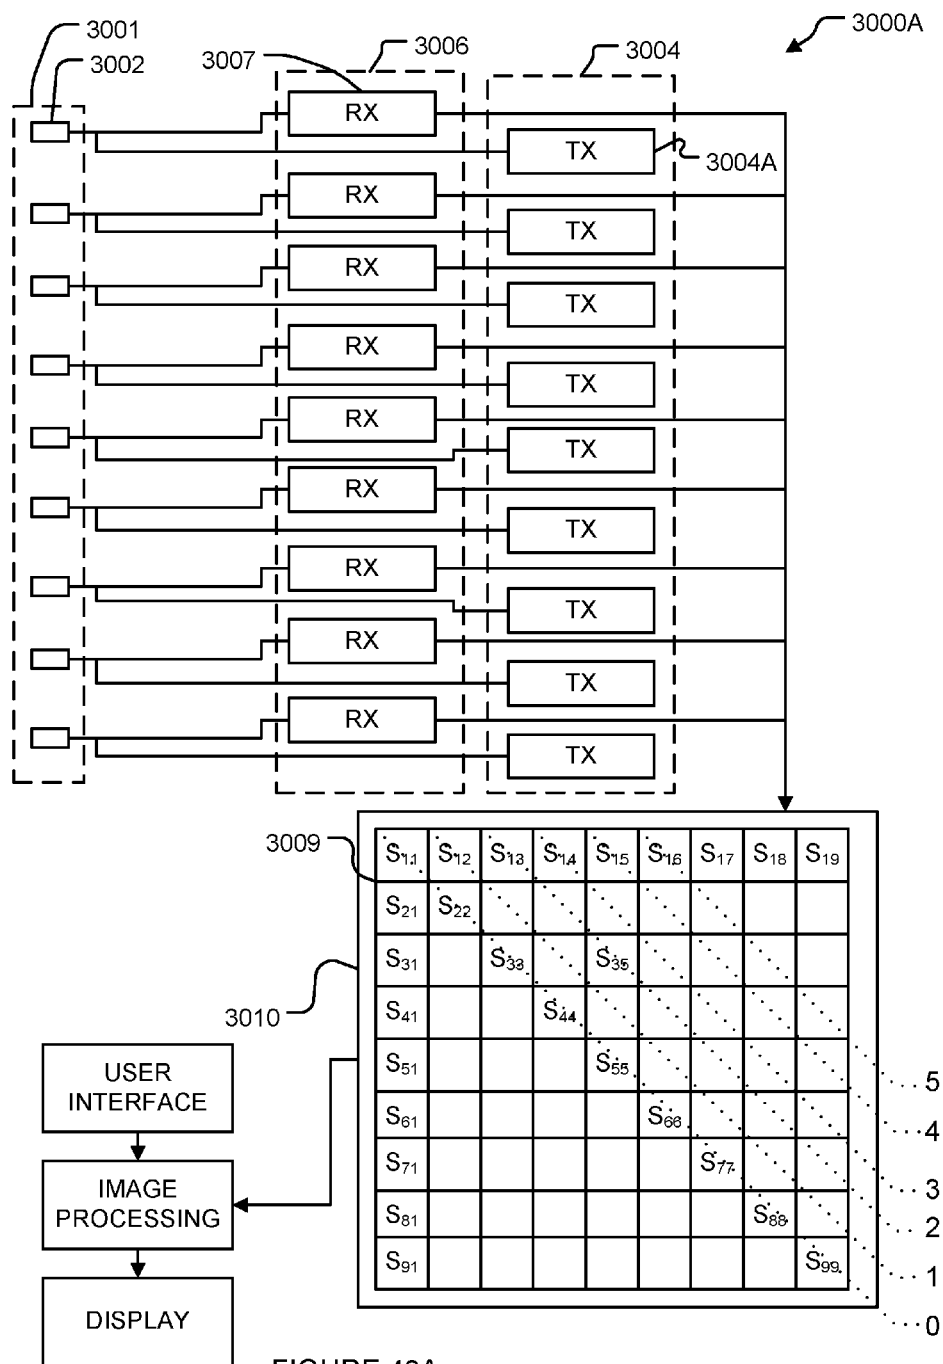 3001
3002
3007
3006
3004
3000A
RX
TX
3004A
RX
TX
RX
TX
RX
TX
RX
TX
RX
TX
RX
TX
RX
TX
RX
TX
3009
S11 S12 S13 S14 S15 S16 S17 S18 S19
S21 S22
S31 S33 S35
3010
S41 S44
S51 S55
S61 S66
S71 S77
S81 S88
S91 S99
5
4
3
2
1
0
USER
INTERFACE
IMAGE
PROCESSING
DISPLAY